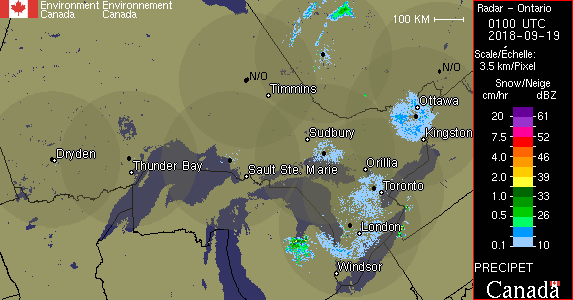 Environment Environnement
Canada Canada
100 KM
N/O
N/O
Timmins
Ottawa
Sudbury
Kingston
Dryden
Thunder Bay
Sault Ste. Marie
Orillia
Toronto
London
Windsor
Radar - Ontario
0100 UTC
2018-09-19
Scale/Échelle:
3.5 km/Pixel
Snow/Neige
cm/hr dBZ
20 61
7.5 52
4.0 46
2.0 39
1.0 33
0.5 26
0.1 10
PRECIPET
Canada